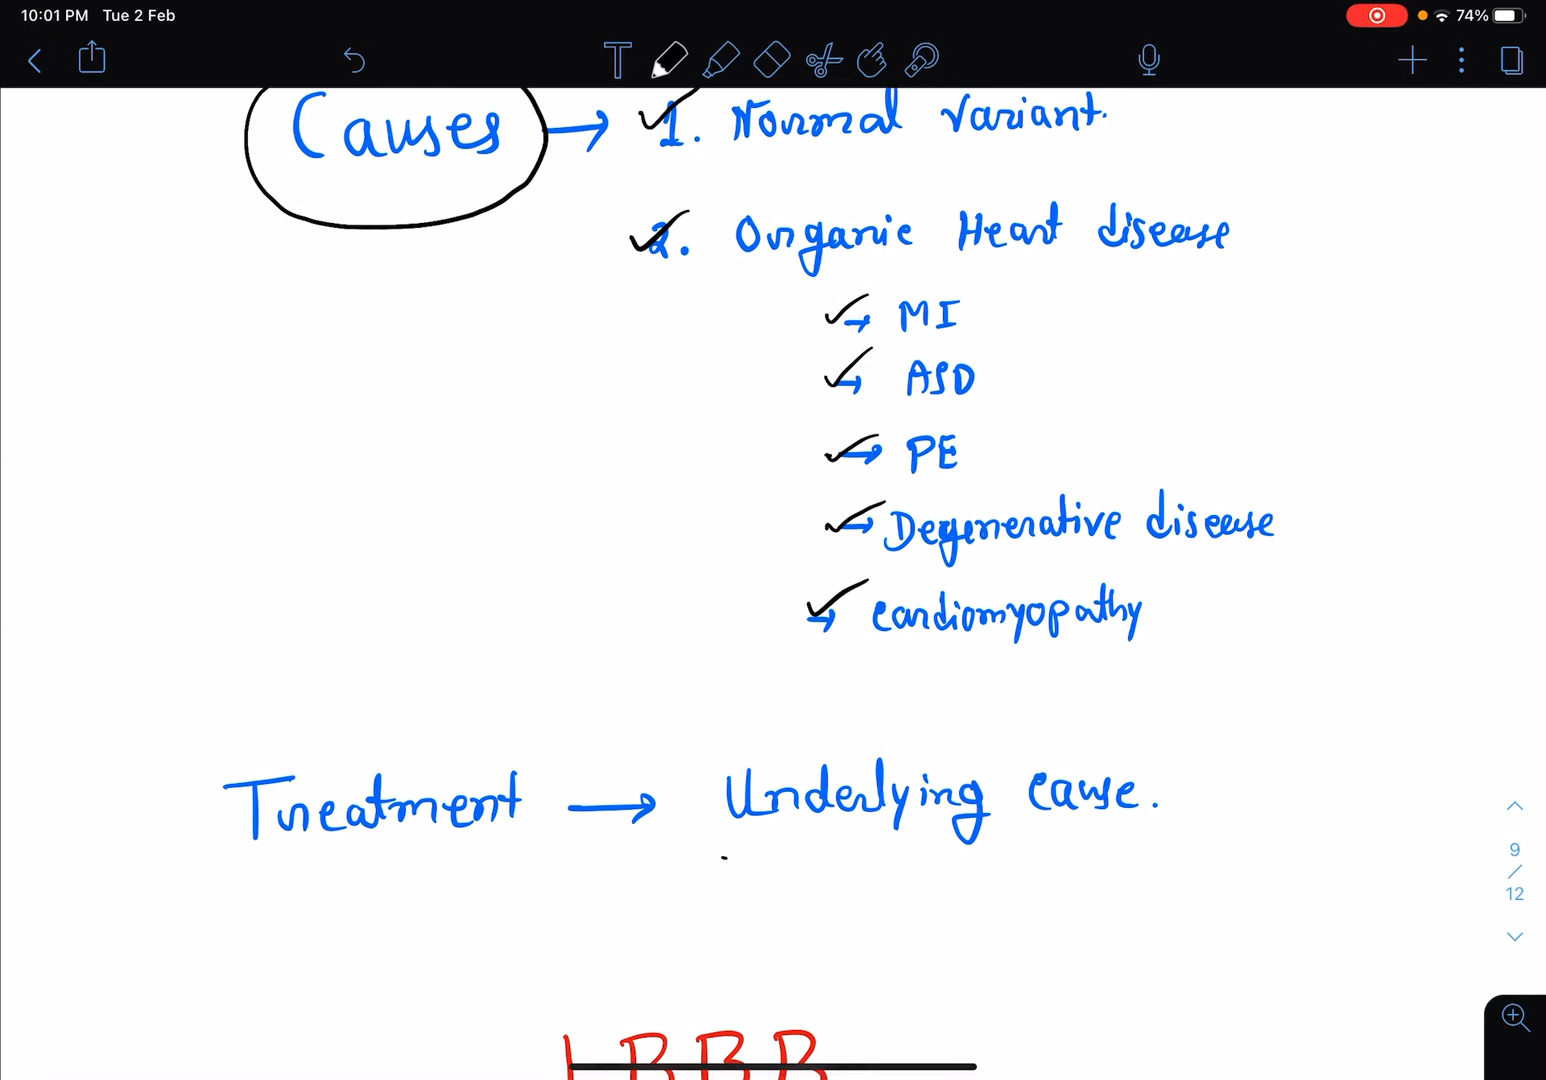 10:01 PM Tue 2 Feb 74%
Causes → 1. Normal variant.
2. Organic Heart disease
→ MI
→ ASD
→ PE
→ Degenerative disease
→ cardiomyopathy
Treatment → Underlying cause.
9
/
12
LBBB